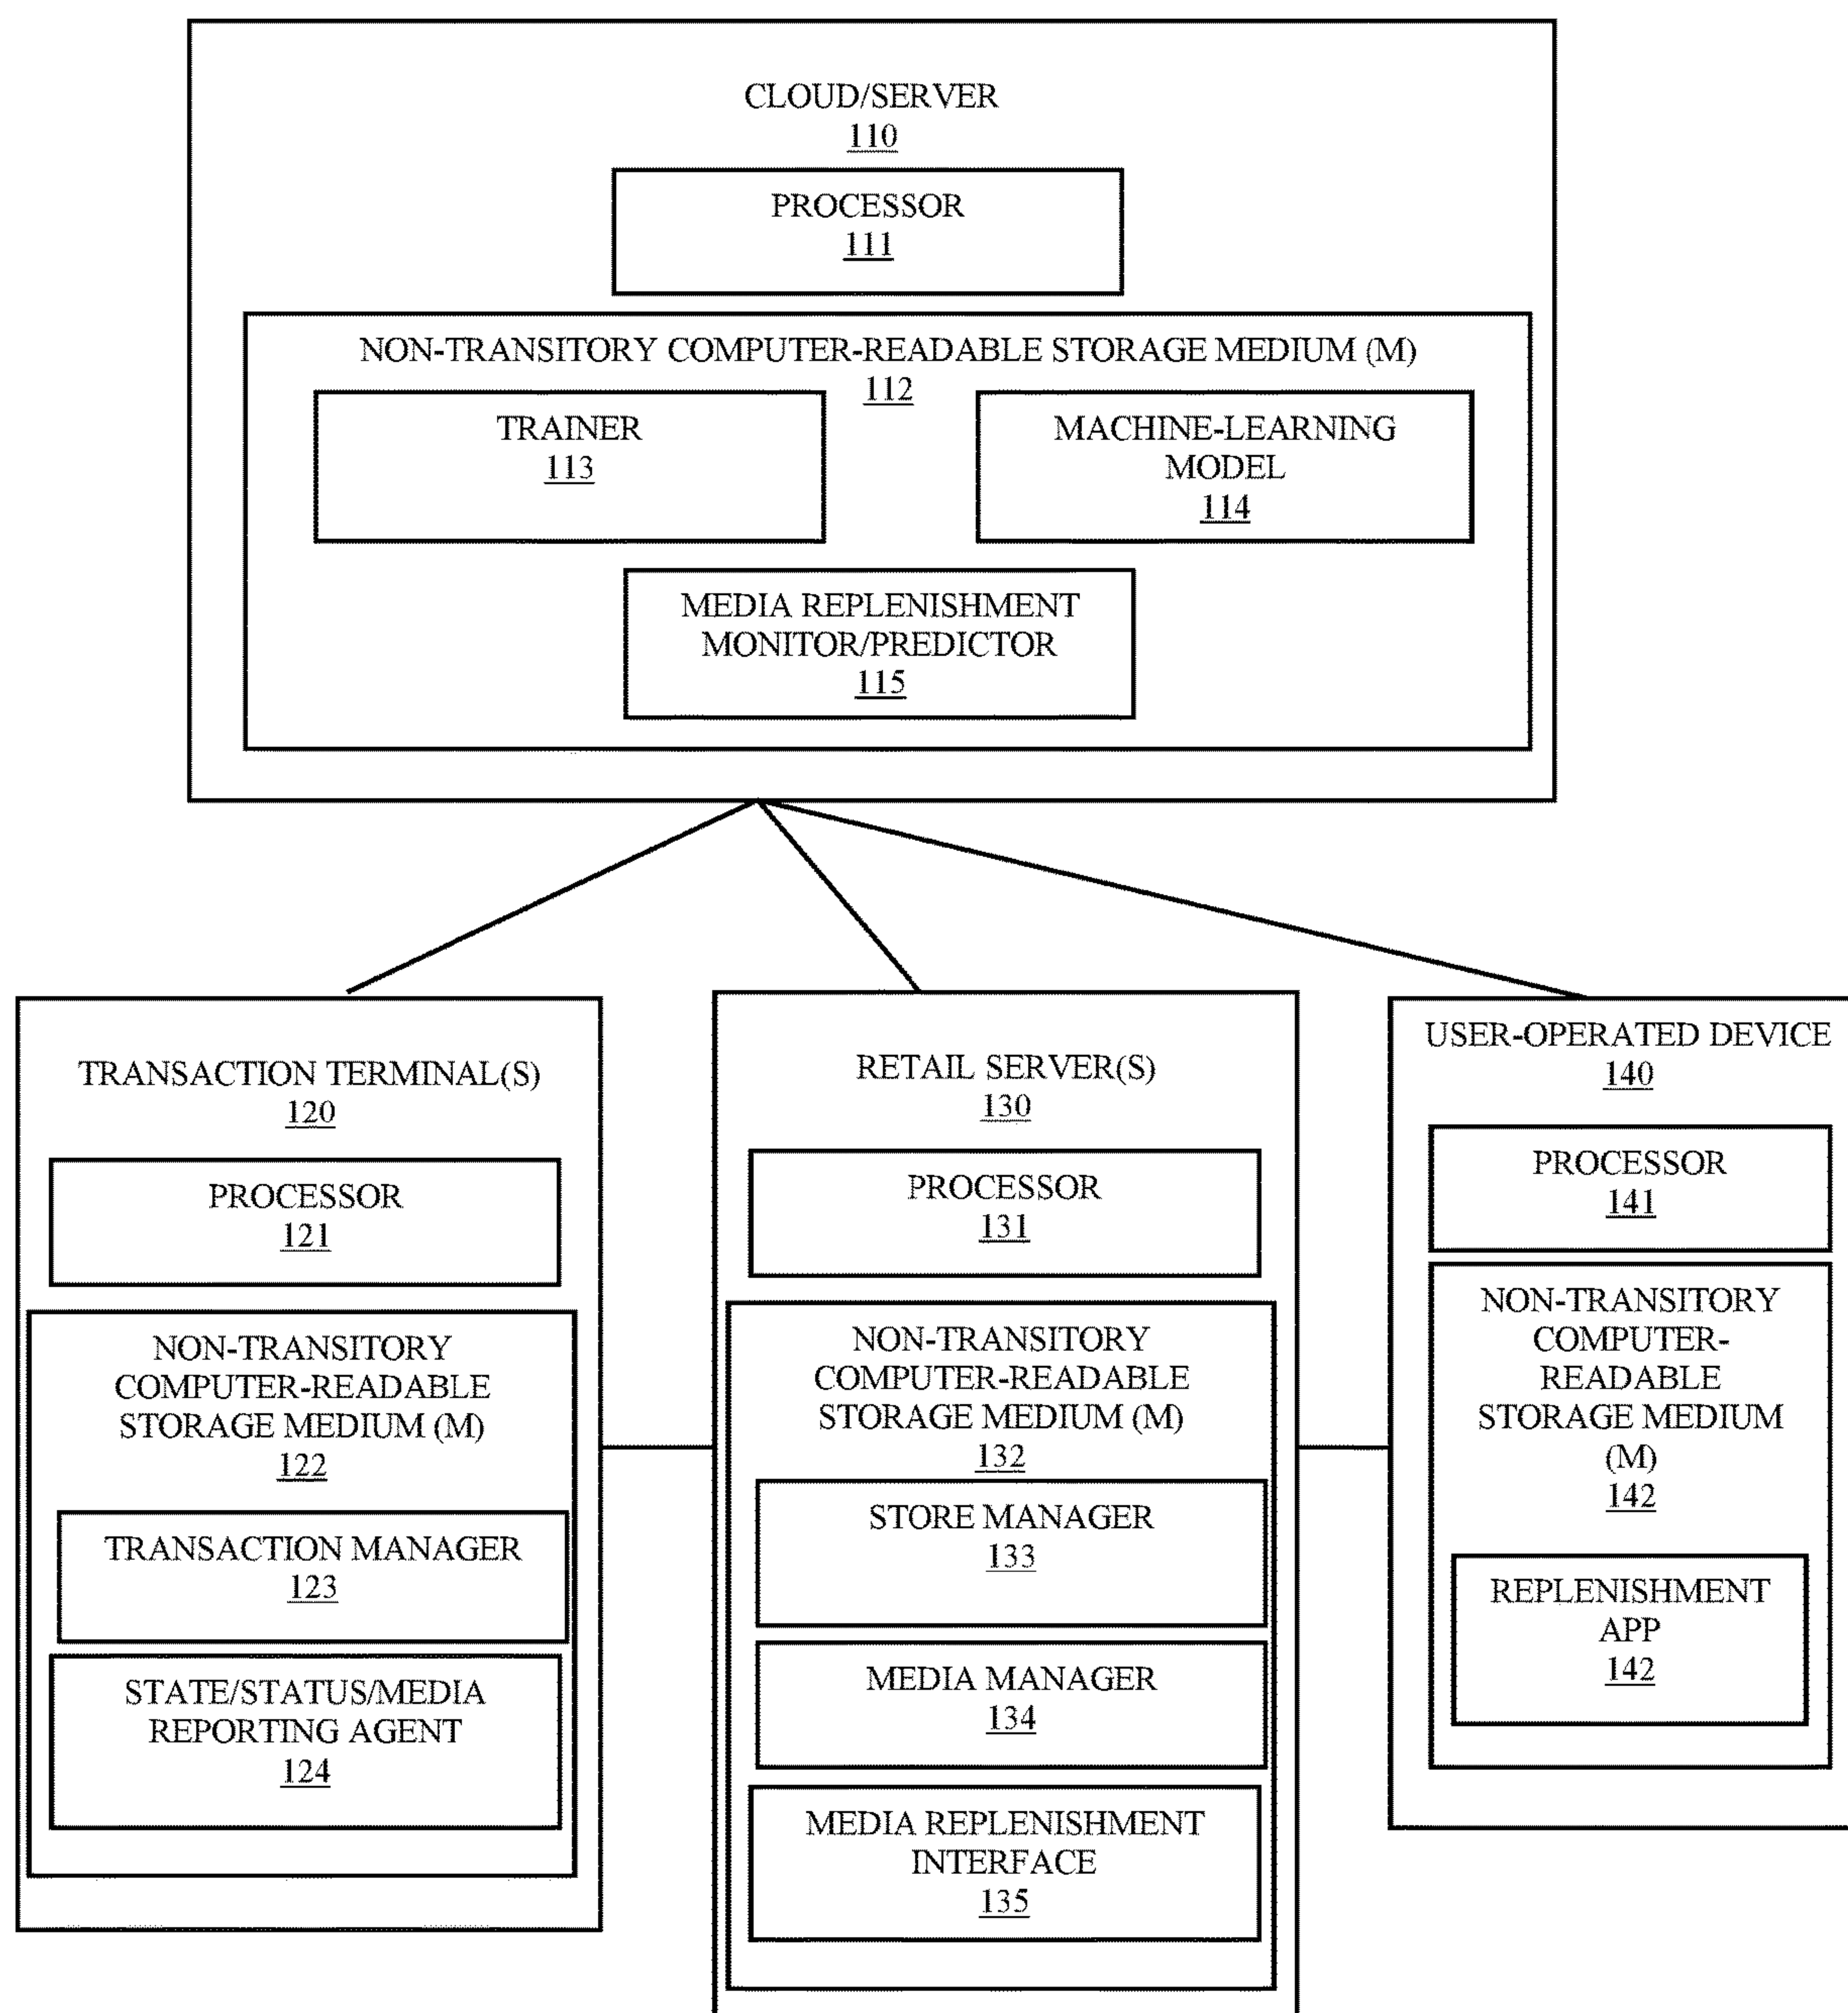 CLOUD/SERVER
110
PROCESSOR
111
NON-TRANSITORY COMPUTER-READABLE STORAGE MEDIUM (M)
112
TRAINER
113
MACHINE-LEARNING
MODEL
114
MEDIA REPLENISHMENT
MONITOR/PREDICTOR
115
TRANSACTION TERMINAL(S)
120
PROCESSOR
121
NON-TRANSITORY
COMPUTER-READABLE
STORAGE MEDIUM (M)
122
TRANSACTION MANAGER
123
STATE/STATUS/MEDIA
REPORTING AGENT
124
RETAIL SERVER(S)
130
PROCESSOR
131
NON-TRANSITORY
COMPUTER-READABLE
STORAGE MEDIUM (M)
132
STORE MANAGER
133
MEDIA MANAGER
134
MEDIA REPLENISHMENT
INTERFACE
135
USER-OPERATED DEVICE
140
PROCESSOR
141
NON-TRANSITORY
COMPUTER-
READABLE
STORAGE MEDIUM
(M)
142
REPLENISHMENT
APP
142